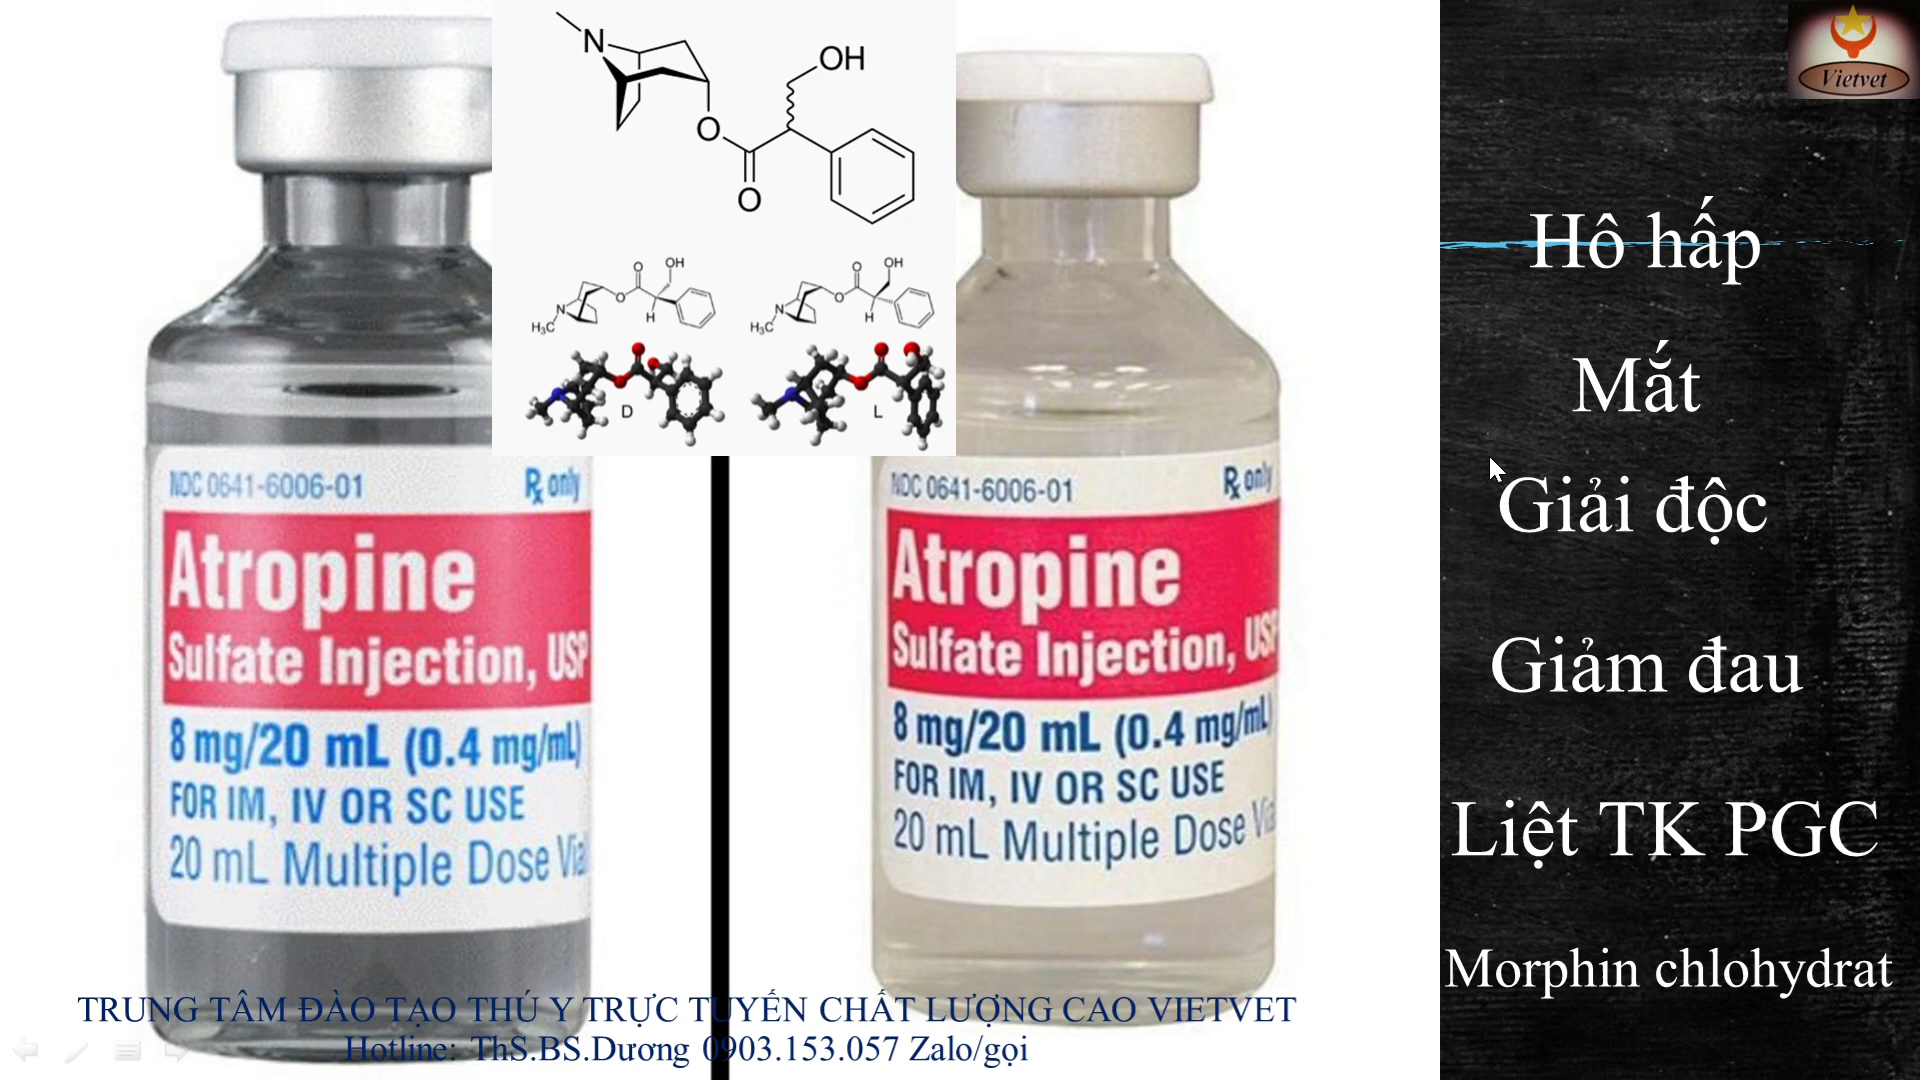 N
OH
O
O
O
OH
O
N
H₃C
H
D
O
OH
O
N
H₃C
H
L
NDC 0641-6006-01
Rx only
Atropine
Sulfate Injection, USP
8 mg/20 mL (0.4 mg/mL)
FOR IM, IV OR SC USE
20 mL Multiple Dose Vial
NDC 0641-6006-01
Rx only
Atropine
Sulfate Injection, USP
8 mg/20 mL (0.4 mg/mL)
FOR IM, IV OR SC USE
20 mL Multiple Dose
Vietvet
Hô hấp
Mắt
Giải độc
Giảm đau
Liệt TK PGC
Morphin chlohydrat
TRUNG TÂM ĐÀO TẠO THÚ Y TRỰC TUYẾN CHẤT LƯỢNG CAO VIETVET
Hotline: ThS.BS.Dương 0903.153.057 Zalo/gọi